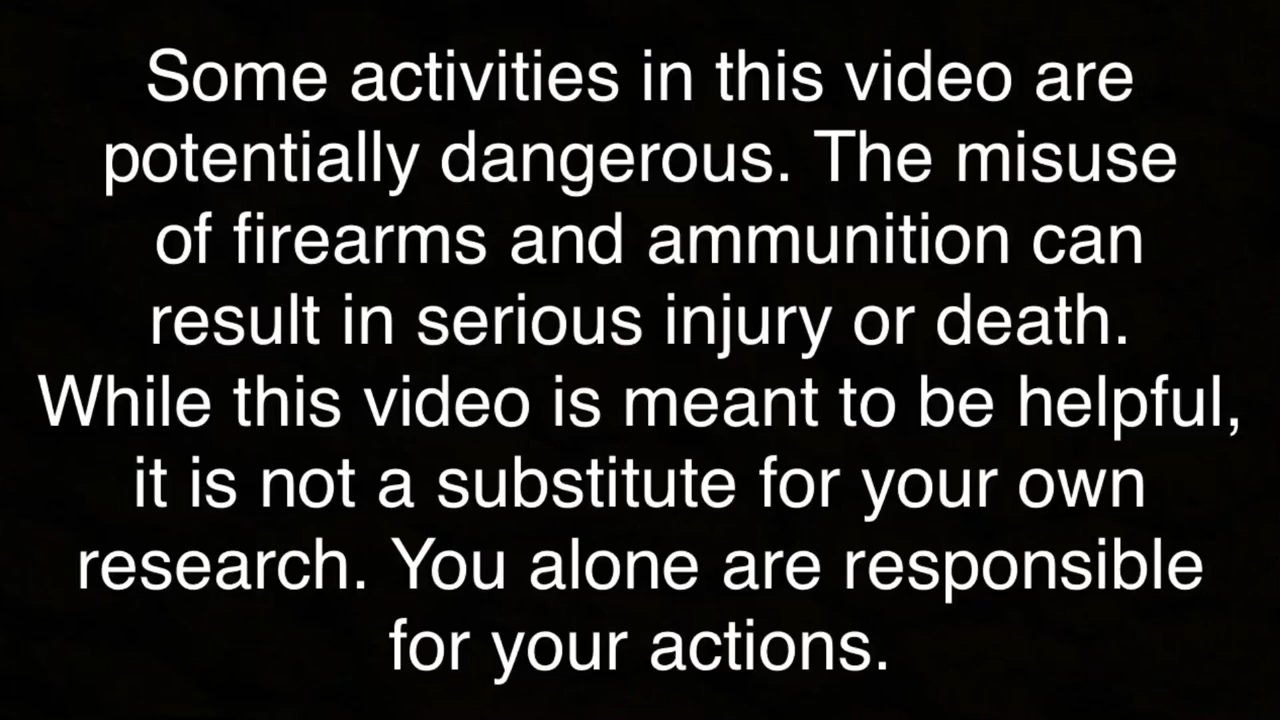 Some activities in this video are
potentially dangerous. The misuse
of firearms and ammunition can
result in serious injury or death.
While this video is meant to be helpful,
it is not a substitute for your own
research. You alone are responsible
for your actions.